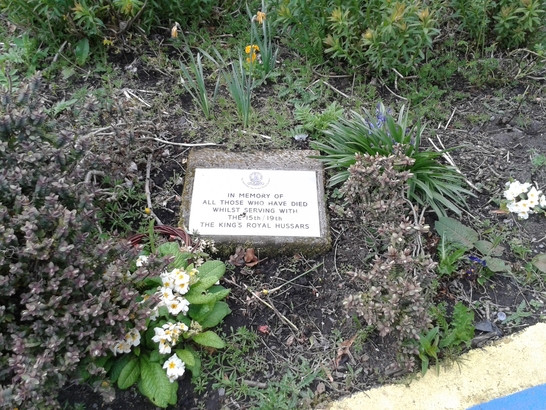 IN MEMORY OF
ALL THOSE WHO HAVE DIED
WHILST SERVING WITH
THE 15th/19th
THE KING'S ROYAL HUSSARS